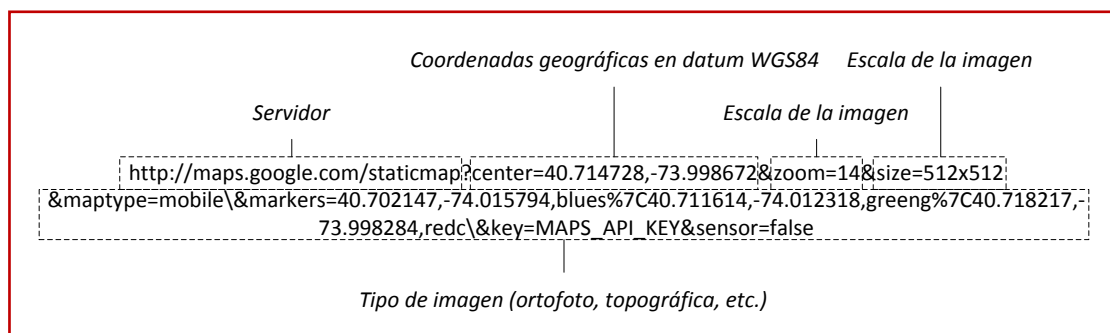 Coordenadas geográficas en datum WGS84 Escala de la imagen
Servidor Escala de la imagen
http://maps.google.com/staticmap?center=40.714728,-73.998672&zoom=14&size=512x512
&maptype=mobile\&markers=40.702147,-74.015794,blues%7C40.711614,-74.012318,greeng%7C40.718217,-
73.998284,redc\&key=MAPS_API_KEY&sensor=false
Tipo de imagen (ortofoto, topográfica, etc.)